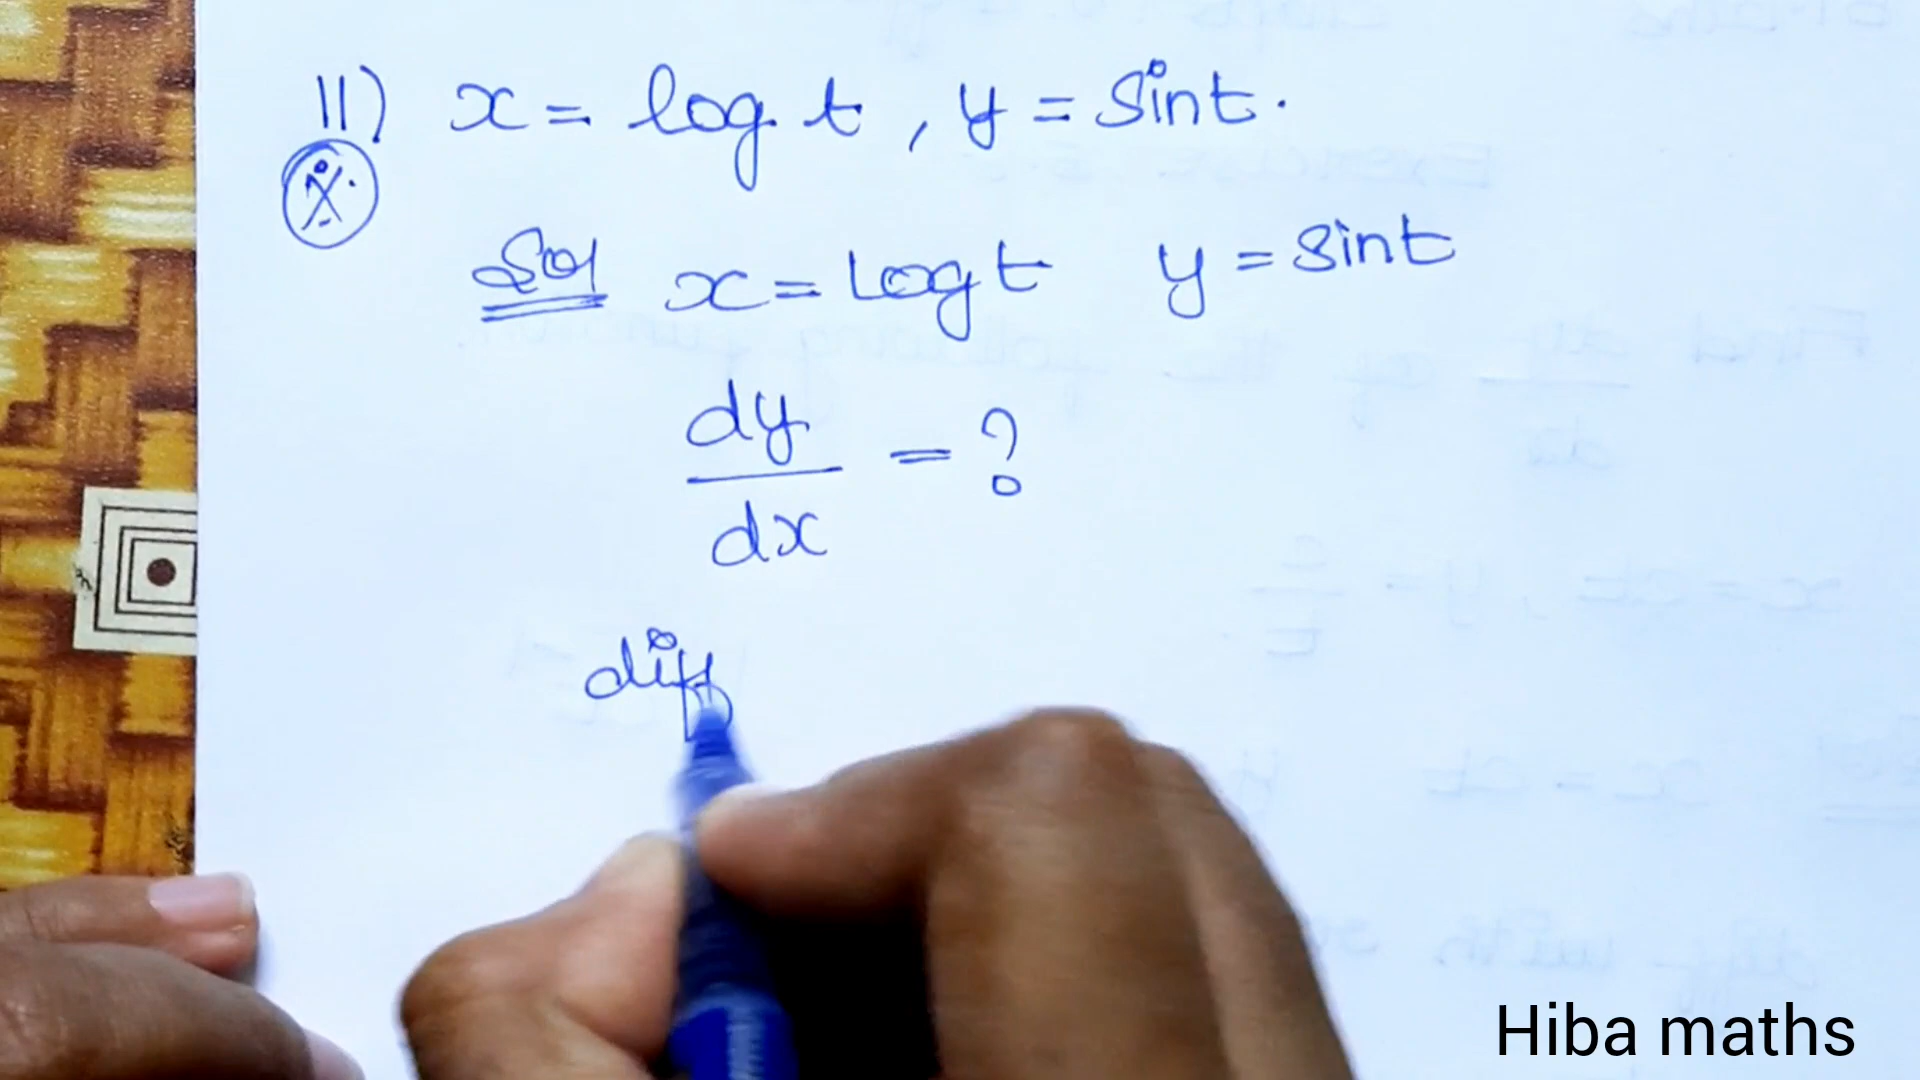 11) x = log t , y = sint.
Sol x = log t y = sint
dy
dx = ?
diff
Hiba maths